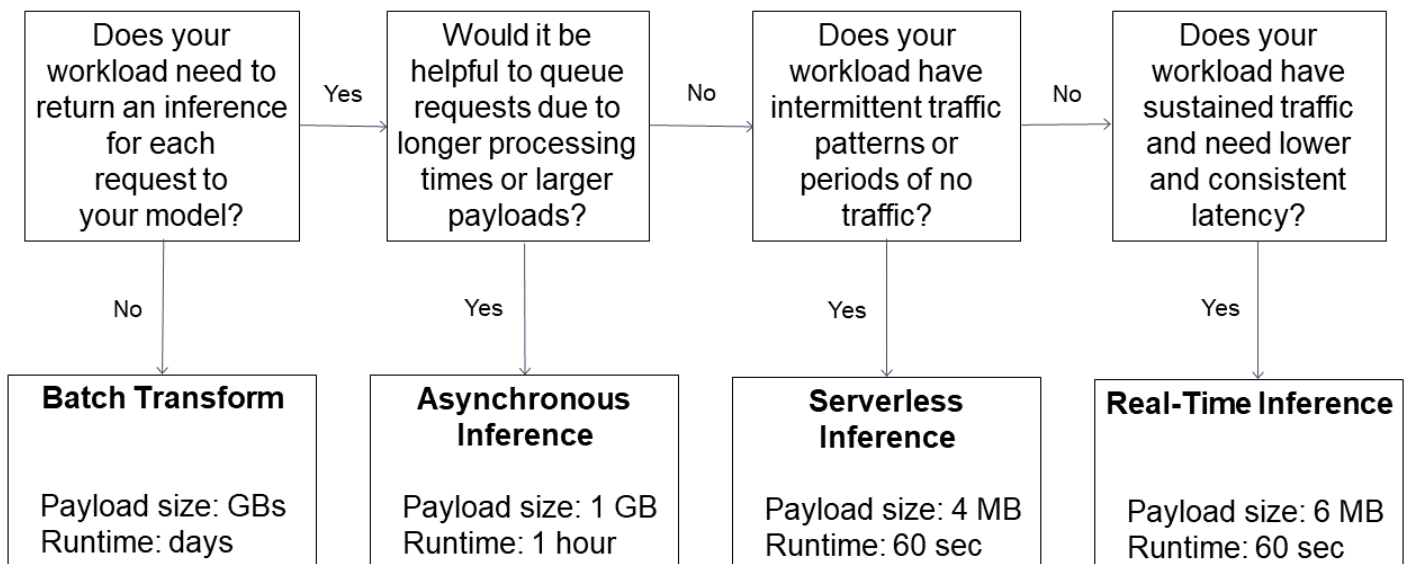 Does your
workload need to
return an inference
for each
request to
your model?
Yes
Would it be
helpful to queue
requests due to
longer processing
times or larger
payloads?
No
Does your
workload have
intermittent traffic
patterns or
periods of no
traffic?
No
Does your
workload have
sustained traffic
and need lower
and consistent
latency?
No
Yes
Yes
Yes
Batch Transform
Payload size: GBs
Runtime: days
Asynchronous
Inference
Payload size: 1 GB
Runtime: 1 hour
Serverless
Inference
Payload size: 4 MB
Runtime: 60 sec
Real-Time Inference
Payload size: 6 MB
Runtime: 60 sec